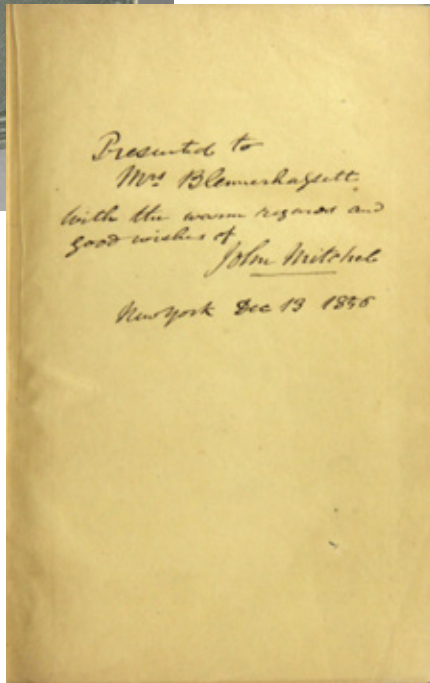 Presented to
Mrs Blennerhassett
with the warm regards and
good wishes of
John Mitchel
New York Dec 13 1856